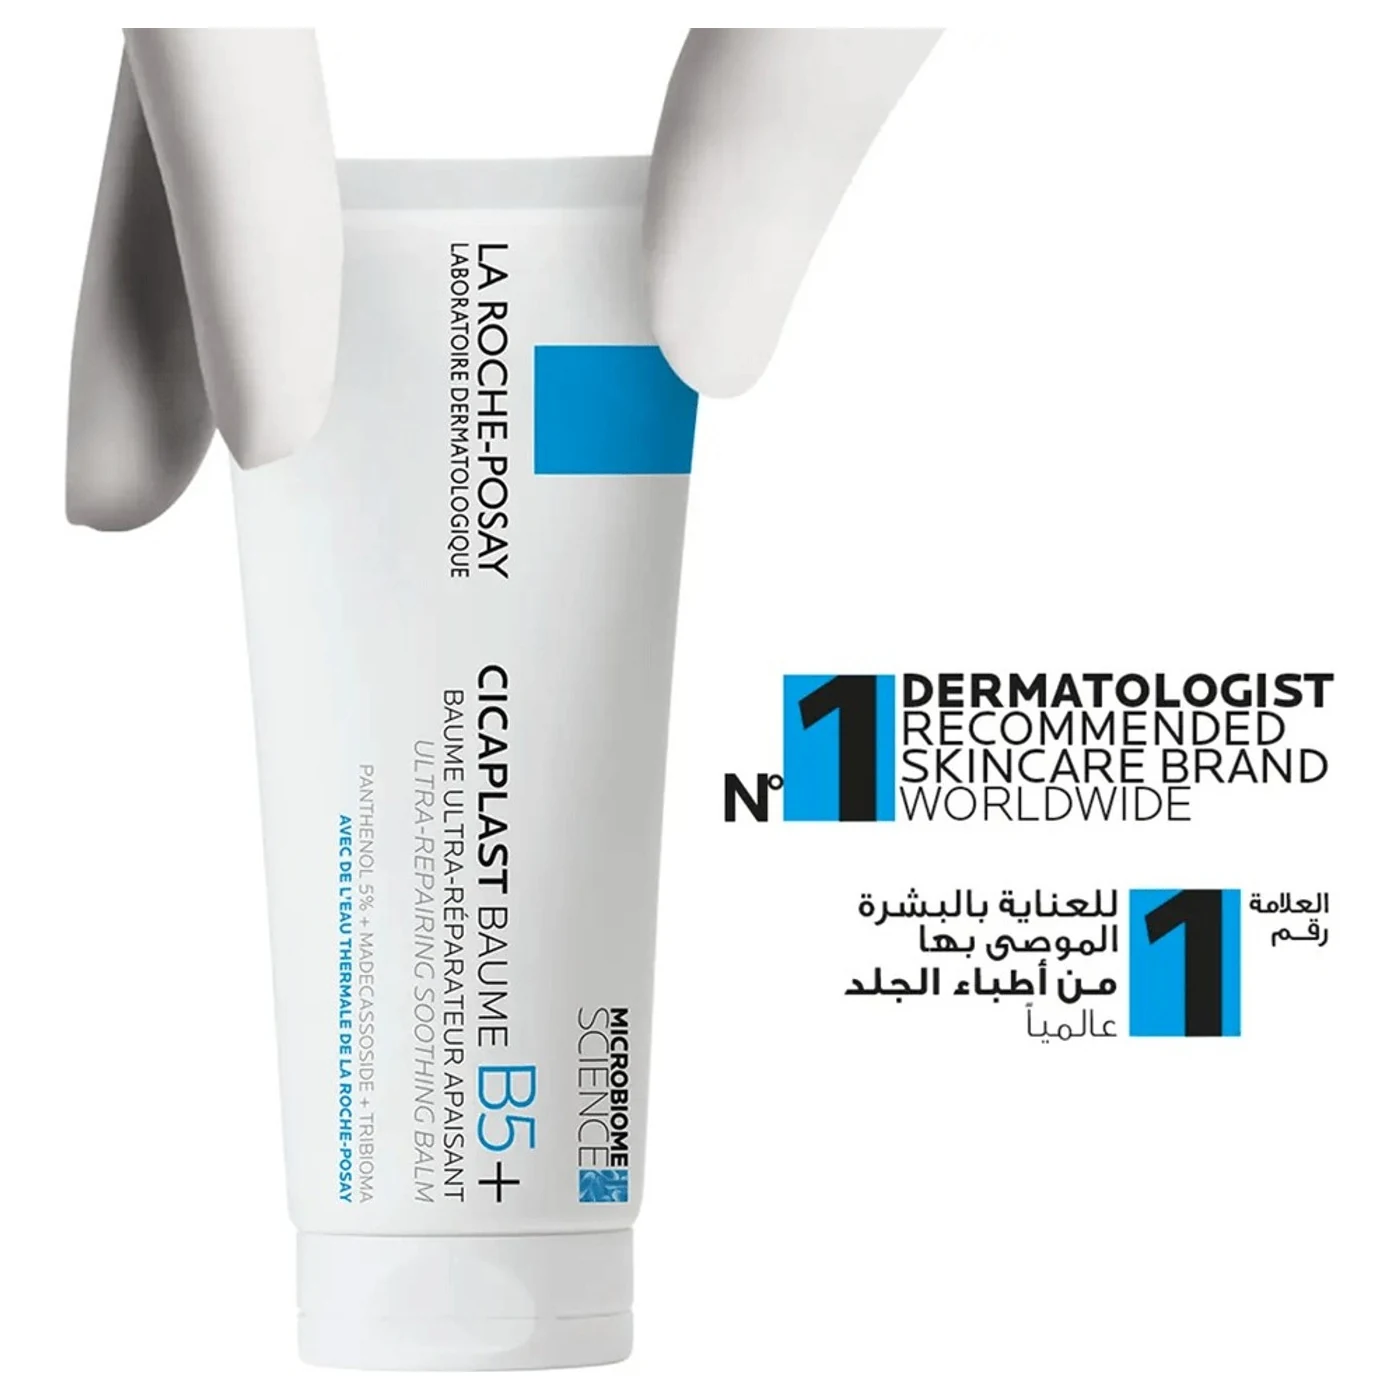 LA ROCHE-POSAY
LABORATOIRE DERMATOLOGIQUE
CICAPLAST BAUME B5+
BAUME ULTRA-RÉPARATEUR APAISANT
ULTRA-REPAIRING SOOTHING BALM
PANTHENOL 5% + MADECASSOSIDE + TRIBIOMA
AVEC DE L'EAU THERMALE DE LA ROCHE-POSAY
MICROBIOME
SCIENCE
N°1 DERMATOLOGIST
RECOMMENDED
SKINCARE BRAND
WORLDWIDE
العلامة
رقم
1
للعناية بالبشرة
الموصى بها
من أطباء الجلد
عالمياً